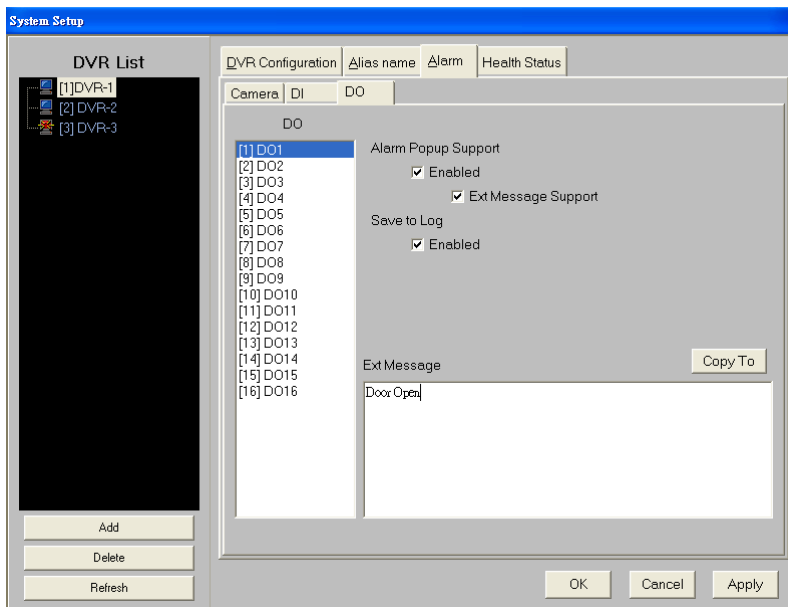 System Setup
DVR List
[1]DVR-1
[2] DVR-2
[3] DVR-3
Add
Delete
Refresh
DVR Configuration
Alias name
Alarm
Health Status
Camera
DI
DO
DO
[1] DO1
[2] DO2
[3] DO3
[4] DO4
[5] DO5
[6] DO6
[7] DO7
[8] DO8
[9] DO9
[10] DO10
[11] DO11
[12] DO12
[13] DO13
[14] DO14
[15] DO15
[16] DO16
Alarm Popup Support
Enabled
Ext Message Support
Save to Log
Enabled
Ext Message
Copy To
Door Open
OK
Cancel
Apply